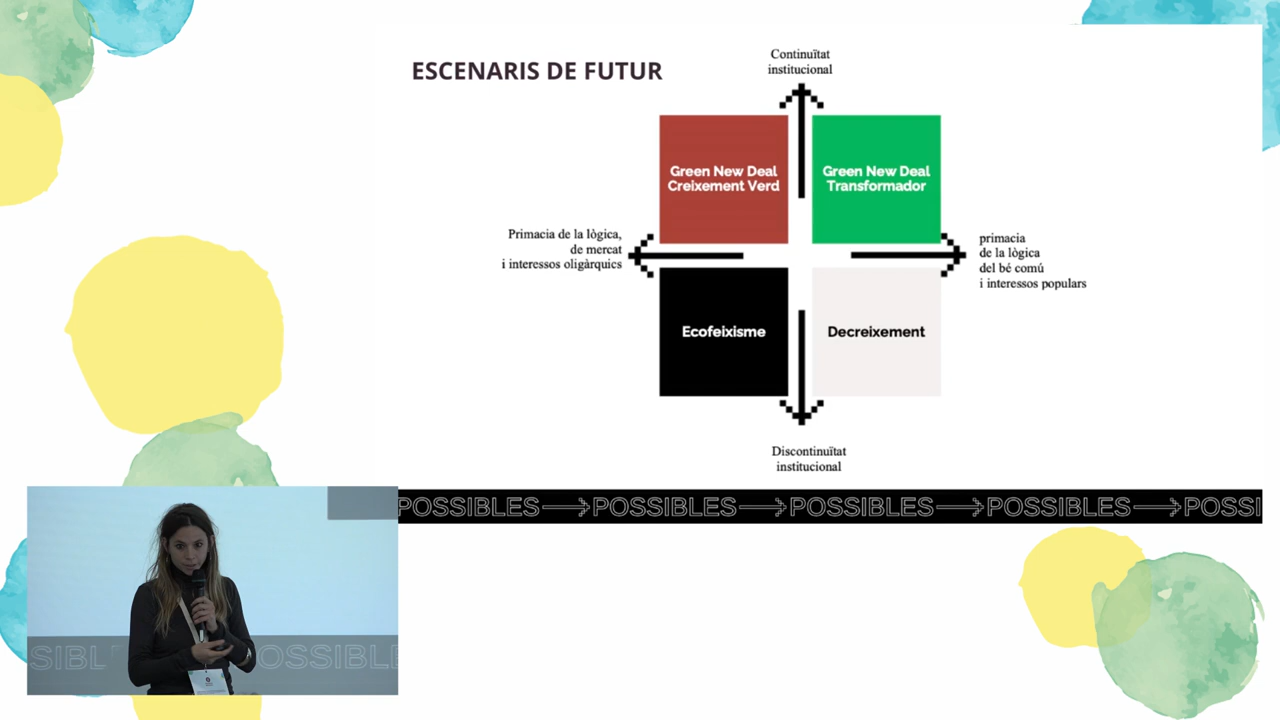 ESCENARIS DE FUTUR
Continuïtat
institucional
Green New Deal
Creixement Verd
Green New Deal
Transformador
Primacia de la lògica,
de mercat
i interessos oligàrquics
primacia
de la lògica
del bé comú
i interessos populars
Ecofeixisme
Decreixement
Discontinuïtat
institucional
POSSIBLES POSSIBLES POSSIBLES POSSIBLES POSSI
SIBL OSSIBLE